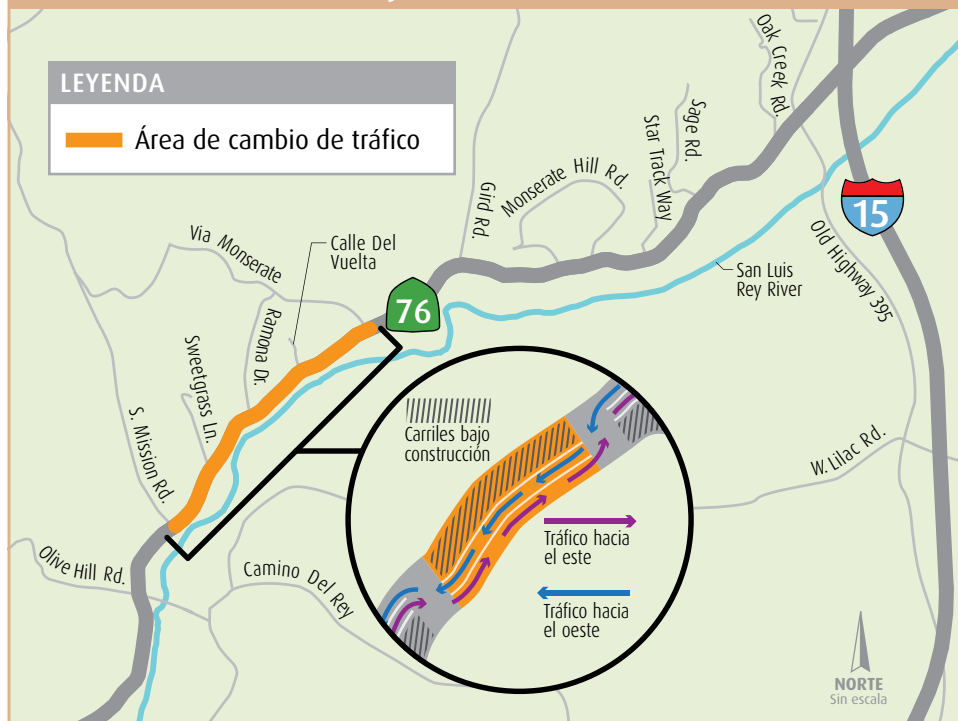 LEYENDA
Área de cambio de tráfico
Oak Creek Rd.
Sage Rd.
Star Track Way
Monserate Hill Rd.
Gird Rd.
15
Old Highway 395
Via Monserate
Calle Del
Vuelta
San Luis
Rey River
76
Ramona Dr.
Sweetgrass Ln.
S. Mission Rd.
Carriles bajo
construcción
W. Lilac Rd.
Tráfico hacia
el este
Olive Hill Rd.
Camino Del Rey
Tráfico hacia
el oeste
NORTE
Sin escala